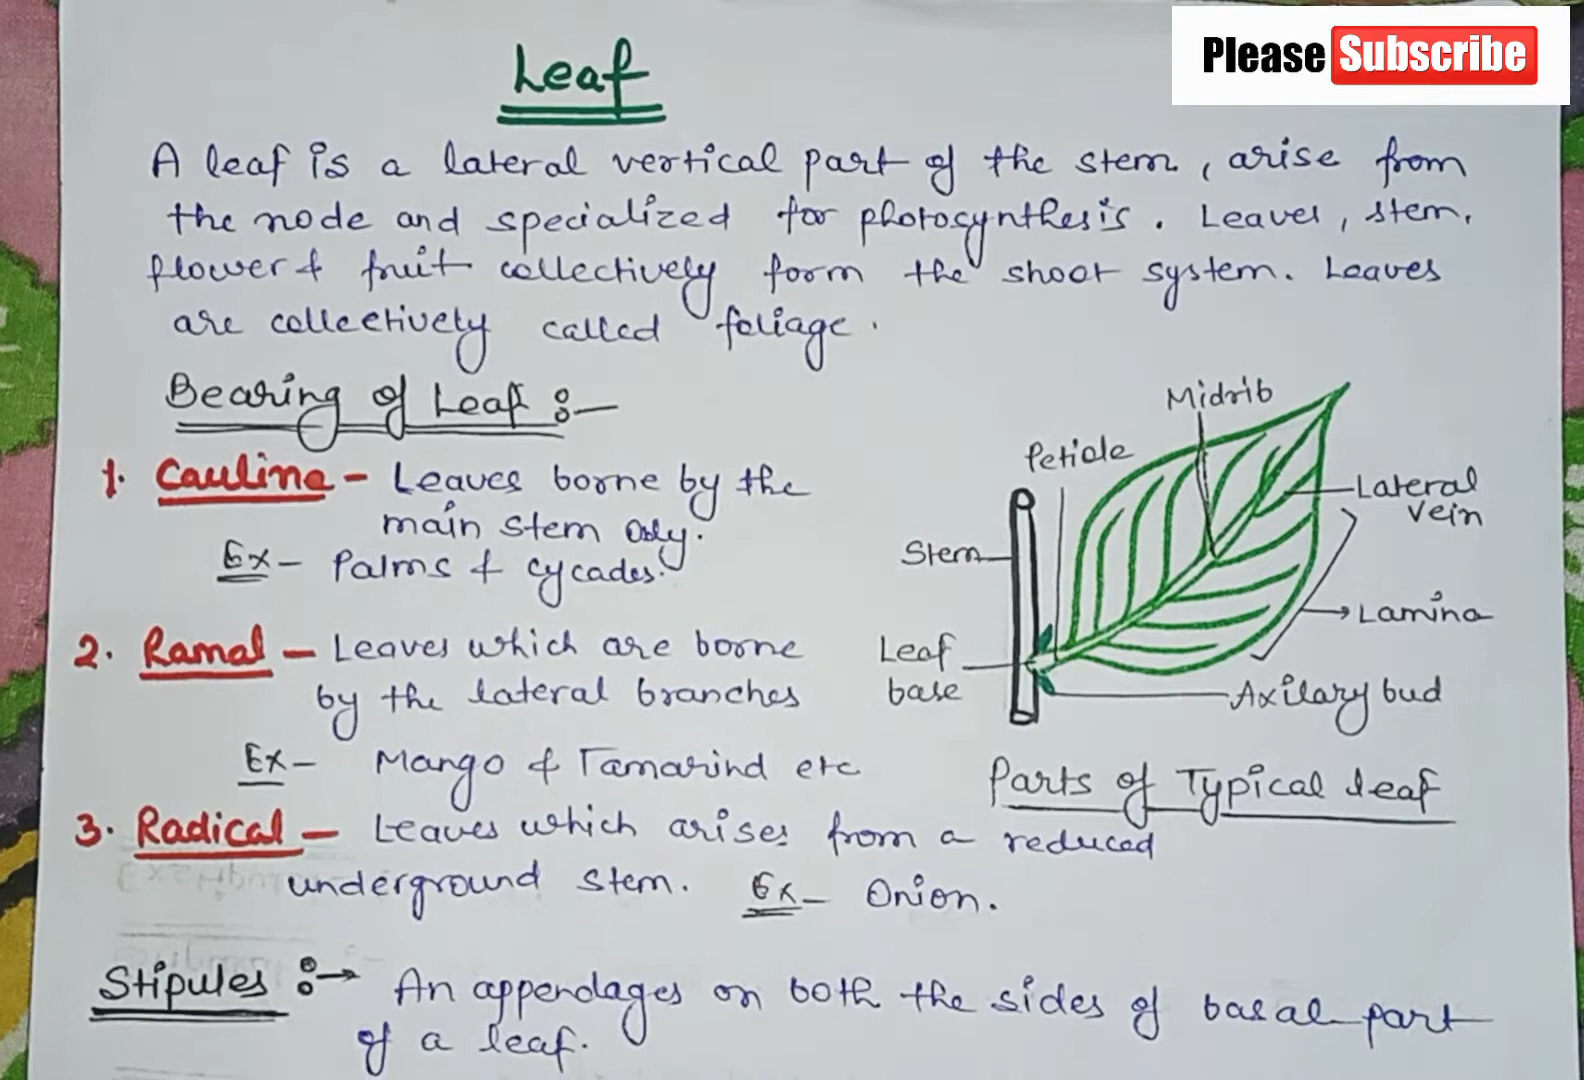 Please Subscribe
Leaf
A leaf is a lateral vertical part of the stem, arise from
the node and specialized for photosynthesis. Leaves, stem,
flower & fruit collectively form the shoot system. Leaves
are collectively called foliage.
Bearing of Leaf :-
1. Cauline - Leaves borne by the
main stem only.
Ex - Palms & cycades.
2. Ramal - Leaves which are borne
by the lateral branches
Ex - Mango & Tamarind etc
3. Radical - Leaves which arises from a reduced
underground stem. Ex - Onion.
Stipules :→ An appendages on both the sides of basal part
of a leaf.
Midrib
Petiole
Lateral
vein
Stem
Lamina
Leaf
base
Axilary bud
Parts of Typical leaf